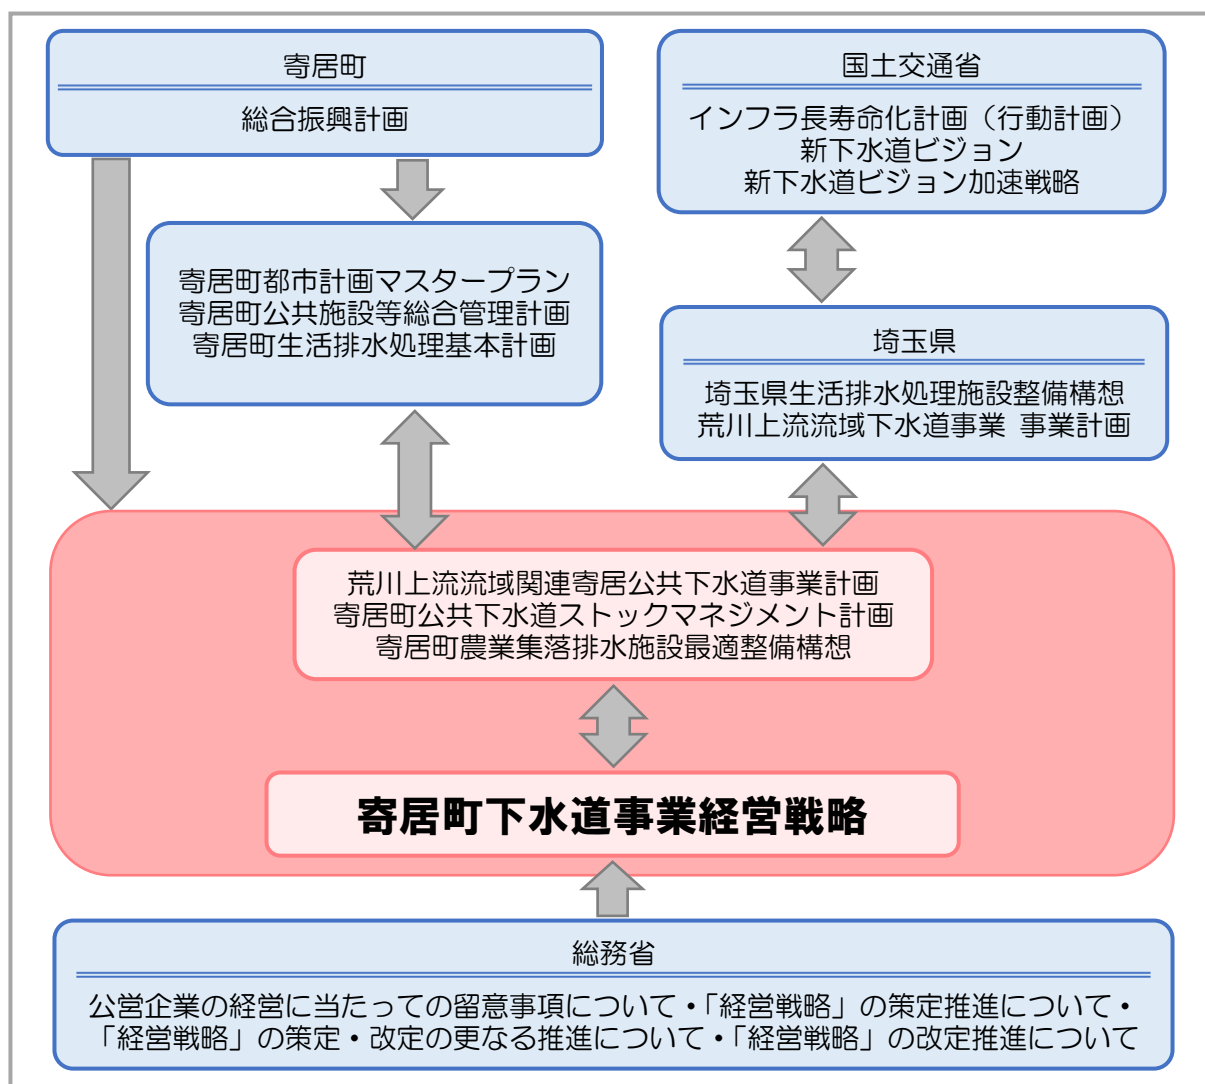 寄居町
総合振興計画
国土交通省
インフラ長寿命化計画（行動計画）
新下水道ビジョン
新下水道ビジョン加速戦略
寄居町都市計画マスタープラン
寄居町公共施設等総合管理計画
寄居町生活排水処理基本計画
埼玉県
埼玉県生活排水処理施設整備構想
荒川上流流域下水道事業 事業計画
荒川上流流域関連寄居公共下水道事業計画
寄居町公共下水道ストックマネジメント計画
寄居町農業集落排水施設最適整備構想
寄居町下水道事業経営戦略
総務省
公営企業の経営に当たっての留意事項について・「経営戦略」の策定推進について・
「経営戦略」の策定・改定の更なる推進について・「経営戦略」の改定推進について